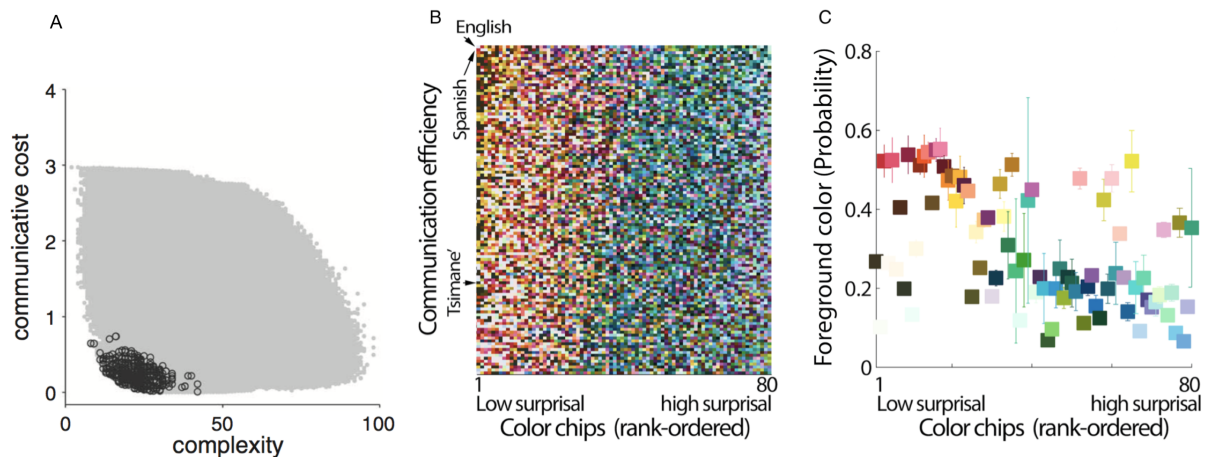 A
communicative cost
4
3
2
1
0
0 50 100
complexity
B
English
Spanish
Tsimane'
Communication efficiency
1 80
Low surprisal high surprisal
Color chips (rank-ordered)
C
Foreground color (Probability)
0.8
0.6
0.4
0.2
0
1 80
Low surprisal high surprisal
Color chips (rank-ordered)